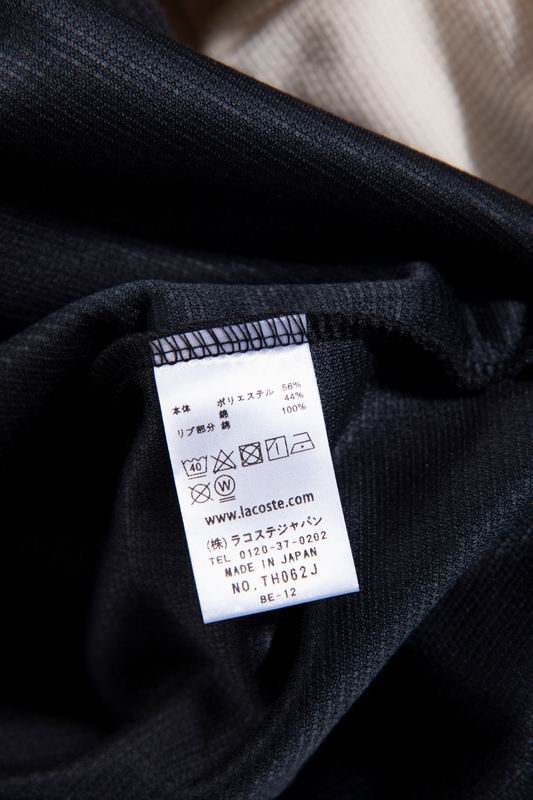 本体 ポリエステル 56%
綿 44%
リブ部分 綿 100%
40
W
www.lacoste.com
(株)ラコステジャパン
TEL 0120-37-0202
MADE IN JAPAN
NO.TH062J
BE-12